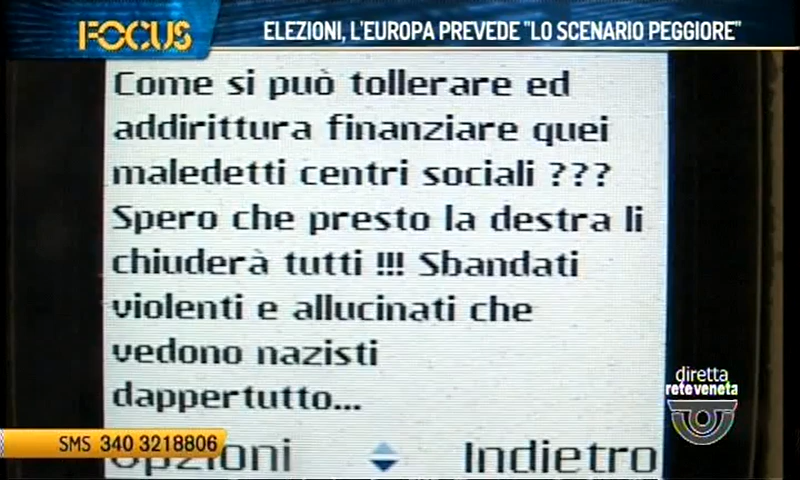 FOCUS
ELEZIONI, L'EUROPA PREVEDE "LO SCENARIO PEGGIORE"
Come si può tollerare ed
addirittura finanziare quei
maledetti centri sociali ???
Spero che presto la destra li
chiuderà tutti !!! Sbandati
violenti e allucinati che
vedono nazisti
dappertutto...
diretta
reteveneta
SMS 340 3218806
Opzioni
Indietro